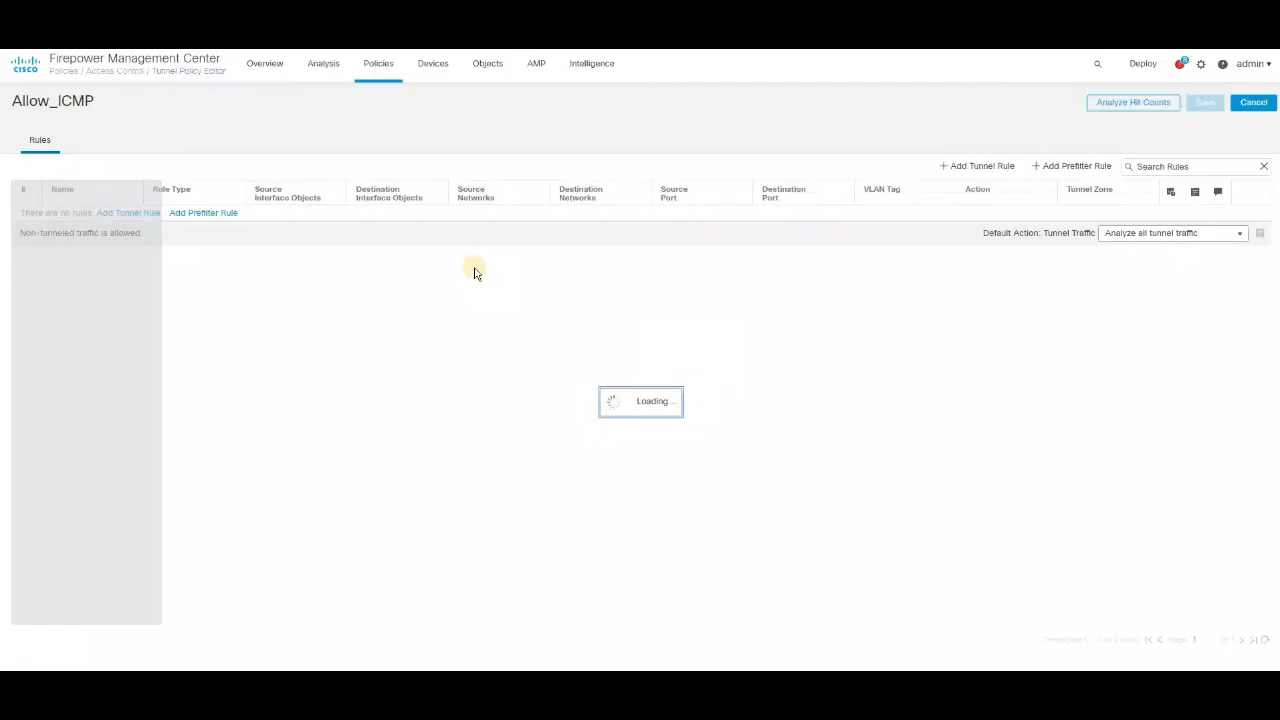 Firepower Management Center
CISCO
Policies / Access Control / Tunnel Policy Editor
Overview
Analysis
Policies
Devices
Objects
AMP
Intelligence
Deploy
admin
Allow_ICMP
Analyze Hit Counts
Save
Cancel
Rules
Add Tunnel Rule
Add Prefilter Rule
Search Rules
#
Name
Rule Type
Source Interface Objects
Destination Interface Objects
Source Networks
Destination Networks
Source Port
Destination Port
VLAN Tag
Action
Tunnel Zone
There are no rules. Add Tunnel Rule Add Prefilter Rule
Non-tunneled traffic is allowed
Default Action: Tunnel Traffic
Analyze all tunnel traffic
Loading...
Page 1